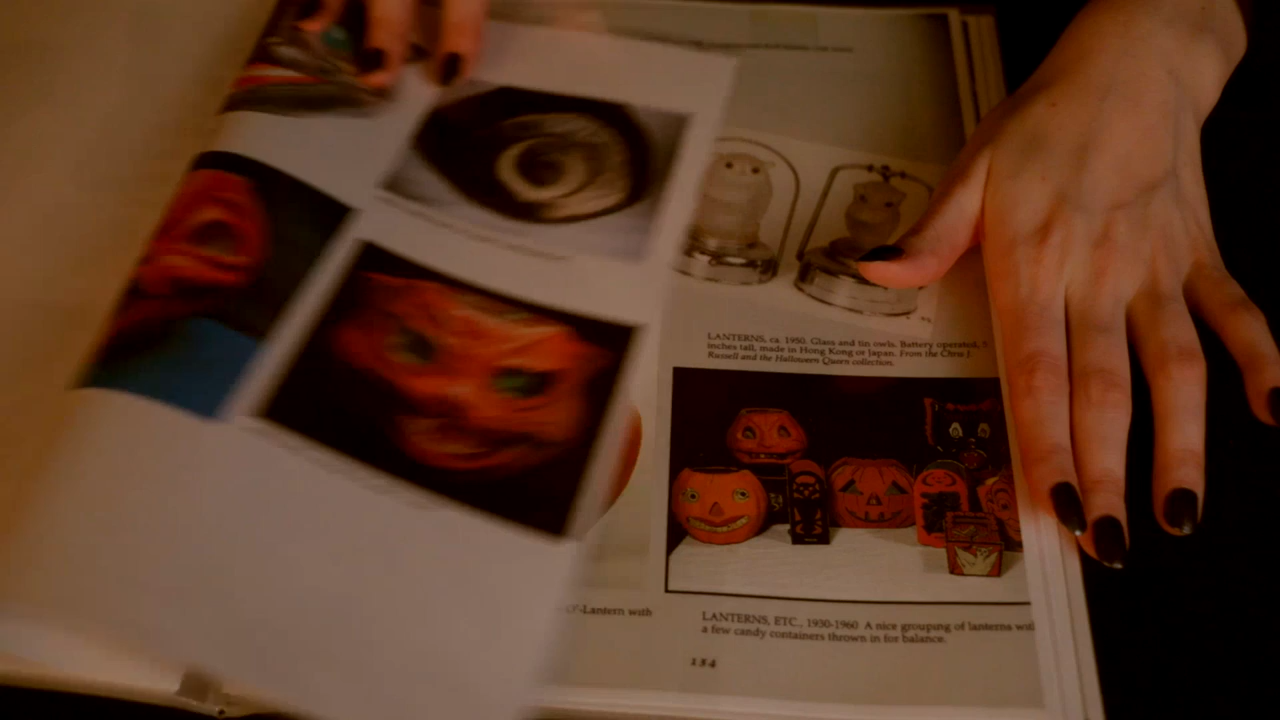 LANTERNS, ca. 1950. Glass and tin owls. Battery operated,
inches tall, made in Hong Kong or Japan. From the Chris J.
Russell and the Halloween Queen collection.
O'-Lantern with
LANTERNS, ETC., 1930-1960 A nice grouping of lanterns with
a few candy containers thrown in for balance.
134